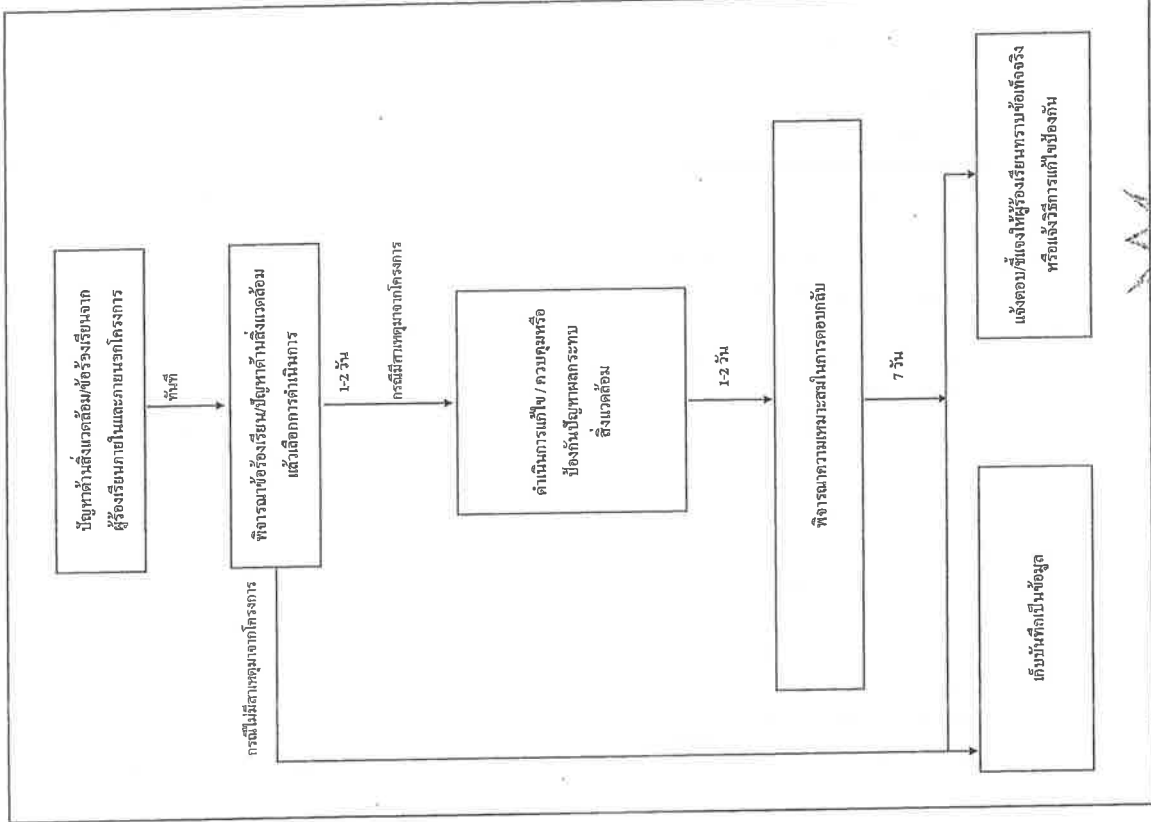 ปัญหาด้านสิ่งแวดล้อม/ข้อร้องเรียนจาก
ผู้ร้องเรียนภายในและภายนอกโครงการ
ทันที
พิจารณาข้อร้องเรียน/ปัญหาด้านสิ่งแวดล้อม
แล้วเลือกการดำเนินการ
กรณีไม่มีสาเหตุมาจากโครงการ
1-2 วัน
กรณีมีสาเหตุมาจากโครงการ
ดำเนินการแก้ไข / ควบคุมหรือ
ป้องกันปัญหาผลกระทบ
สิ่งแวดล้อม
1-2 วัน
พิจารณาความเหมาะสมในการตอบกลับ
7 วัน
เก็บบันทึกเป็นข้อมูล
แจ้งตอบ/ชี้แจงให้ผู้ร้องเรียนทราบข้อเท็จจริง
หรือแจ้งวิธีการแก้ไขป้องกัน